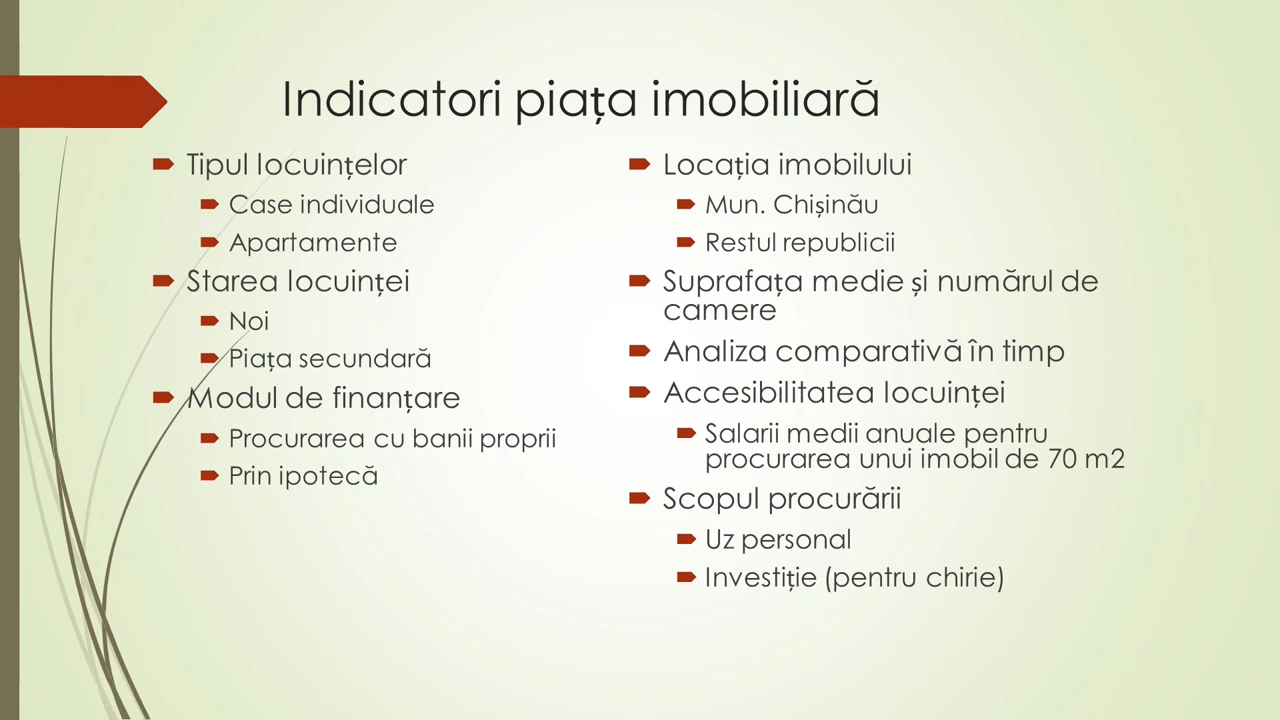 Indicatori piața imobiliară
Tipul locuințelor
Case individuale
Apartamente
Starea locuinței
Noi
Piața secundară
Modul de finanțare
Procurarea cu banii proprii
Prin ipotecă
Locația imobilului
Mun. Chișinău
Restul republicii
Suprafața medie și numărul de
camere
Analiza comparativă în timp
Accesibilitatea locuinței
Salarii medii anuale pentru
procurarea unui imobil de 70 m2
Scopul procurării
Uz personal
Investiție (pentru chirie)